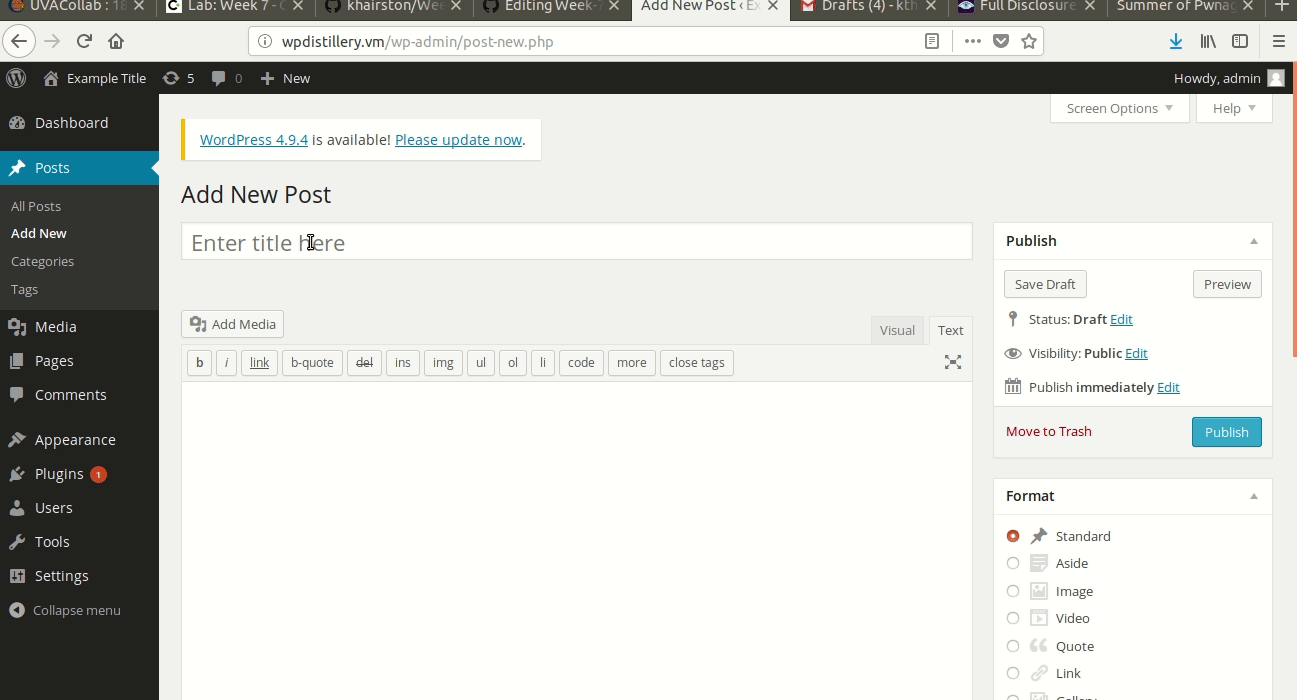 UVACollab : 18
Lab: Week 7 - C
khairston/Wee
Editing Week-7
Add New Post ‹ Ex
Drafts (4) - kth
Full Disclosure
Summer of Pwnag
wpdistillery.vm/wp-admin/post-new.php
Example Title
5
0
New
Howdy, admin
Dashboard
Posts
All Posts
Add New
Categories
Tags
Media
Pages
Comments
Appearance
Plugins 1
Users
Tools
Settings
Collapse menu
Screen Options
Help
WordPress 4.9.4 is available! Please update now.
Add New Post
Enter title here
Add Media
Visual
Text
b
i
link
b-quote
del
ins
img
ul
ol
li
code
more
close tags
Publish
Save Draft
Preview
Status: Draft Edit
Visibility: Public Edit
Publish immediately Edit
Move to Trash
Publish
Format
Standard
Aside
Image
Video
Quote
Link
Gallery